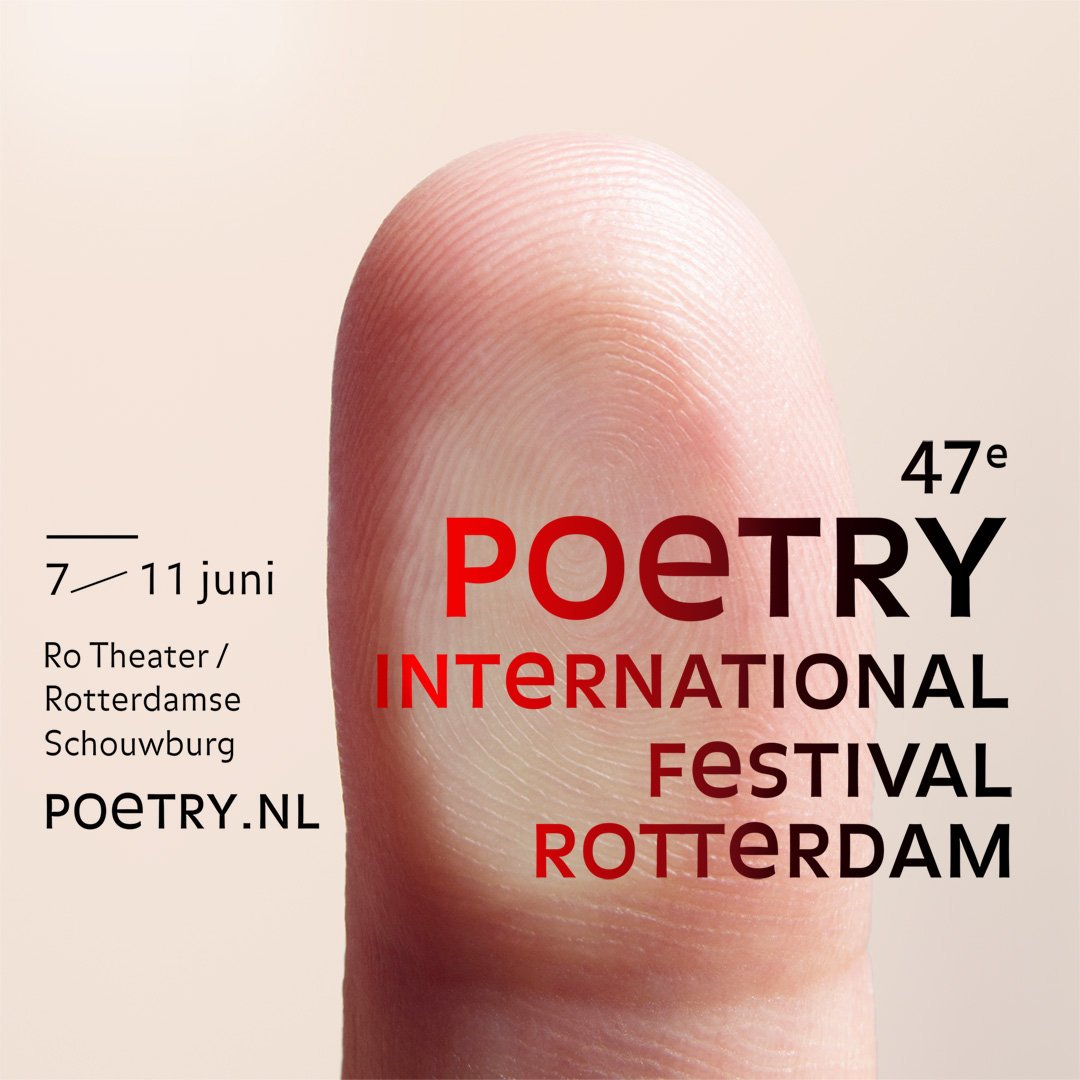 47e
POeTRY
INTeRNATIONAL
FeSTIVAL
ROTTeRDAM
7 — 11 juni
Ro Theater /
Rotterdamse
Schouwburg
POeTRY.NL